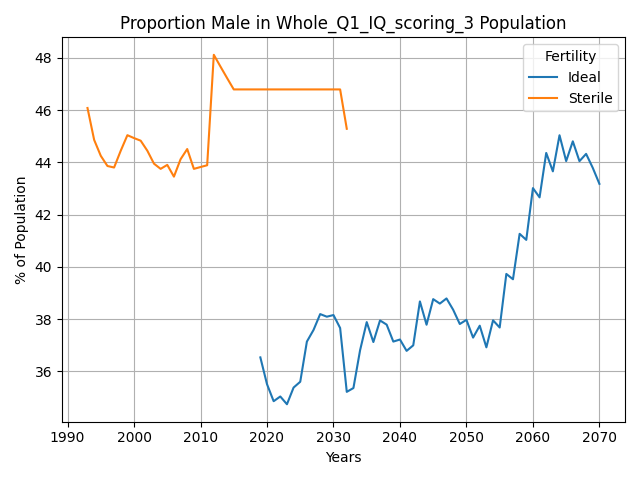 Proportion Male in Whole_Q1_IQ_scoring_3 Population
Fertility
Ideal
Sterile
% of Population
48
46
44
42
40
38
36
1990 2000 2010 2020 2030 2040 2050 2060 2070
Years